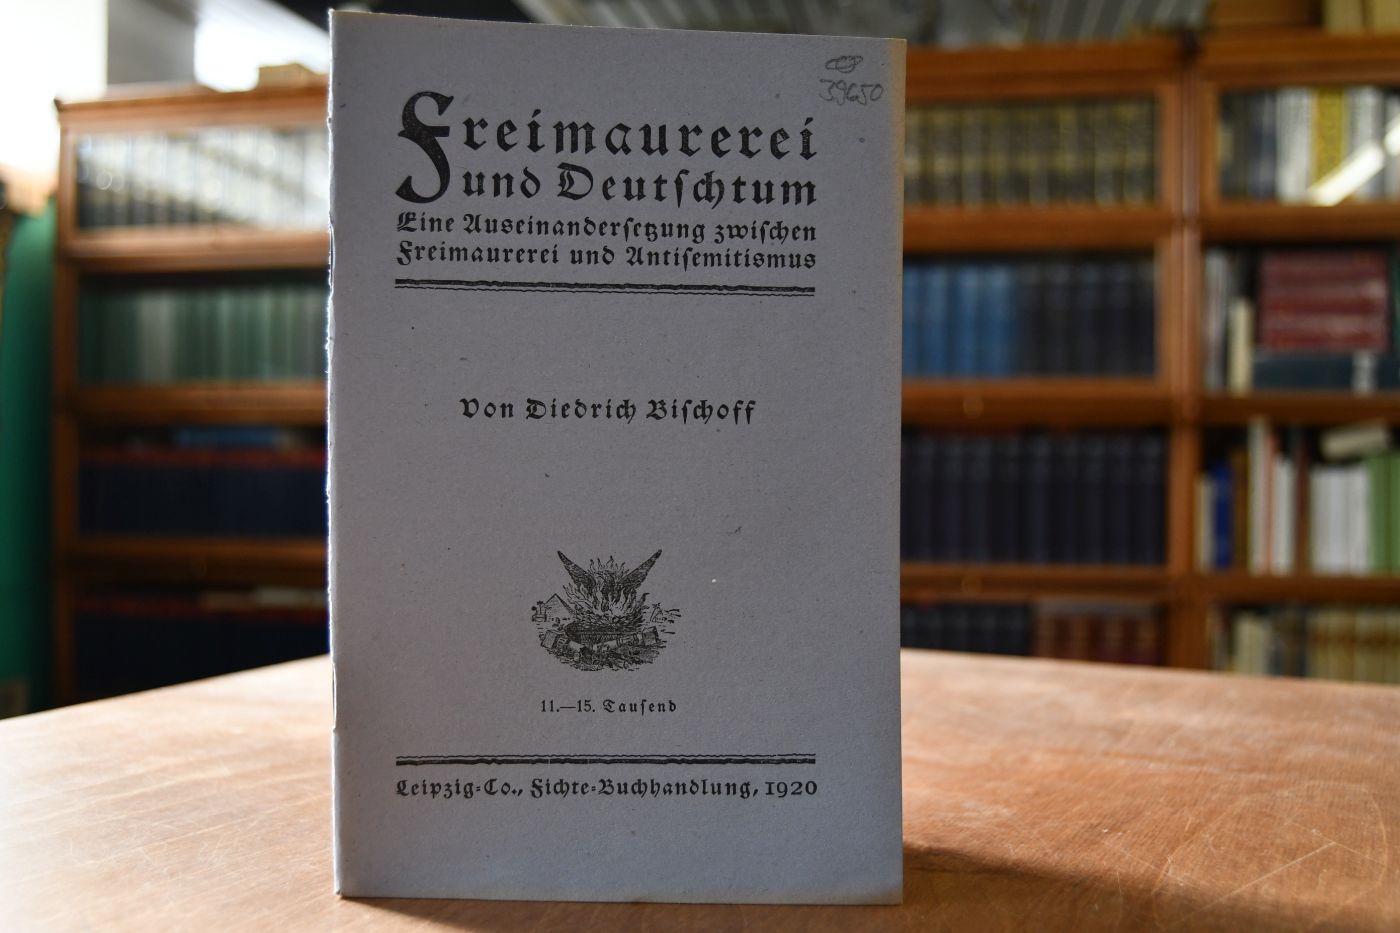 39650
Freimaurerei
und Deutſchtum
Eine Auseinanderſetzung zwiſchen
Freimaurerei und Antiſemitismus
Von Diedrich Biſchoff
11.—15. Tauſend
Leipzig-Co., Fichte-Buchhandlung, 1920